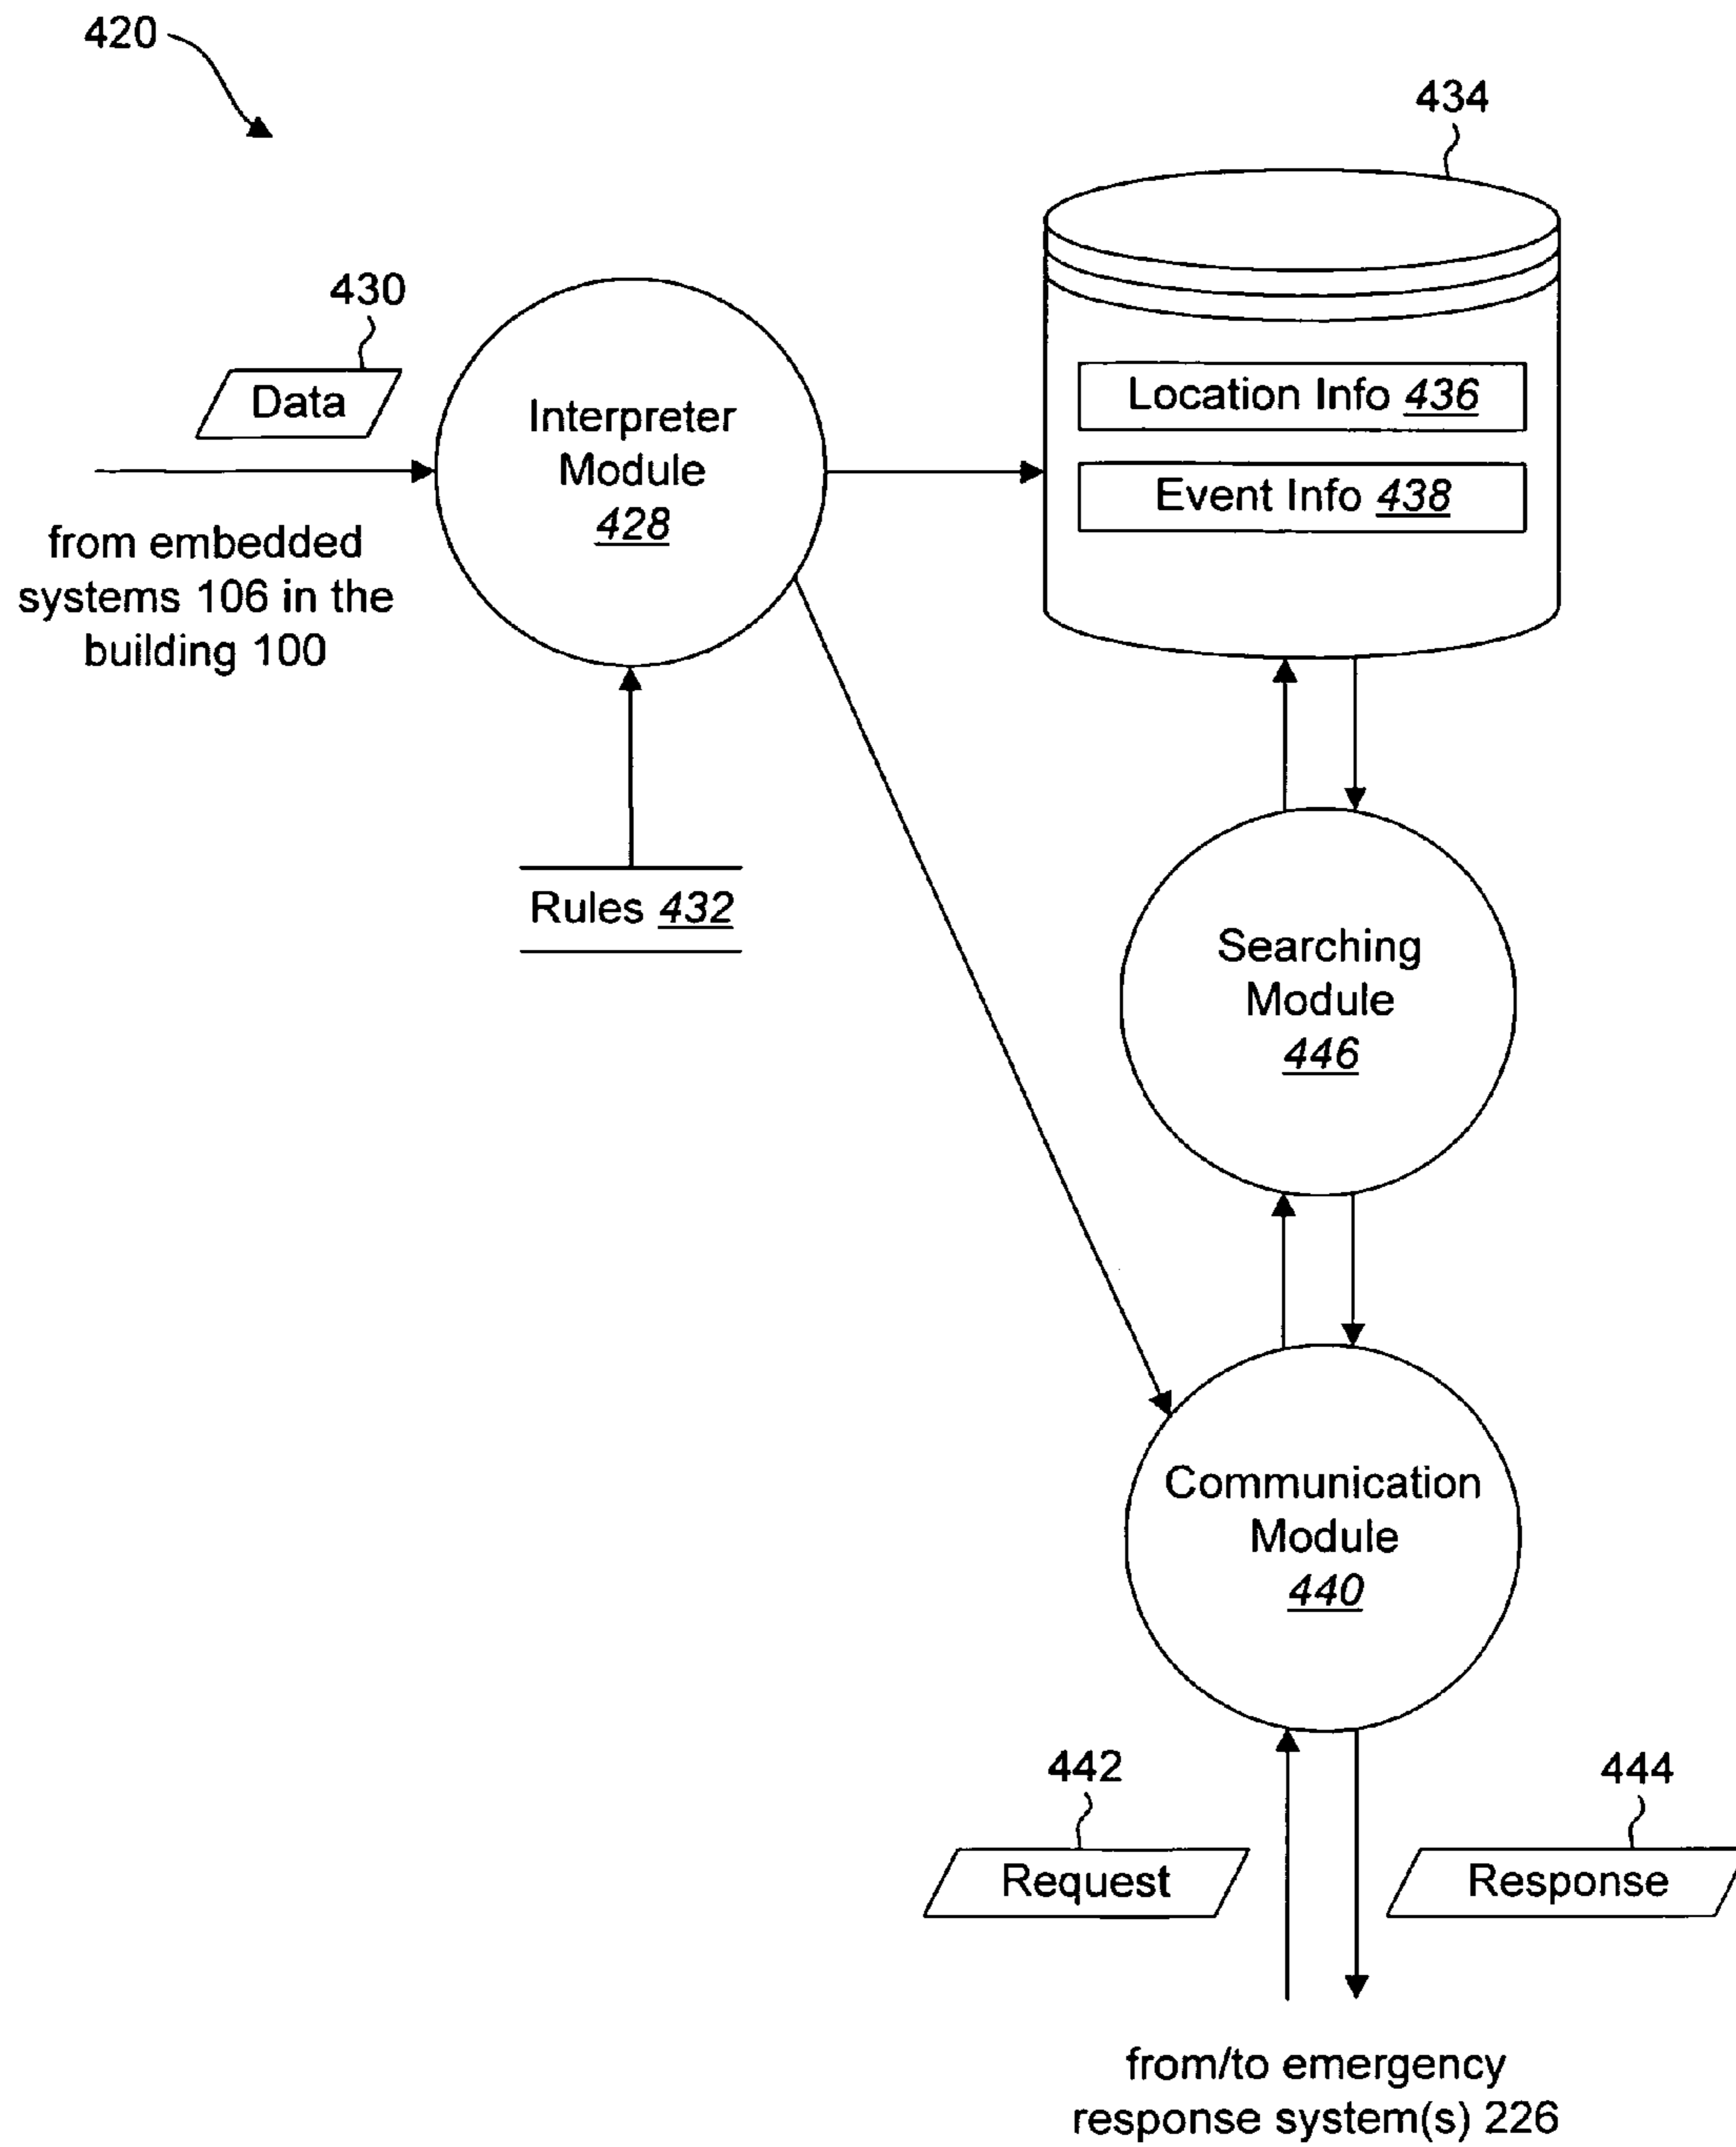 420
434
430
Data
Interpreter
Module
428
Location Info 436
Event Info 438
from embedded
systems 106 in the
building 100
Rules 432
Searching
Module
446
Communication
Module
440
442
444
Request
Response
from/to emergency
response system(s) 226